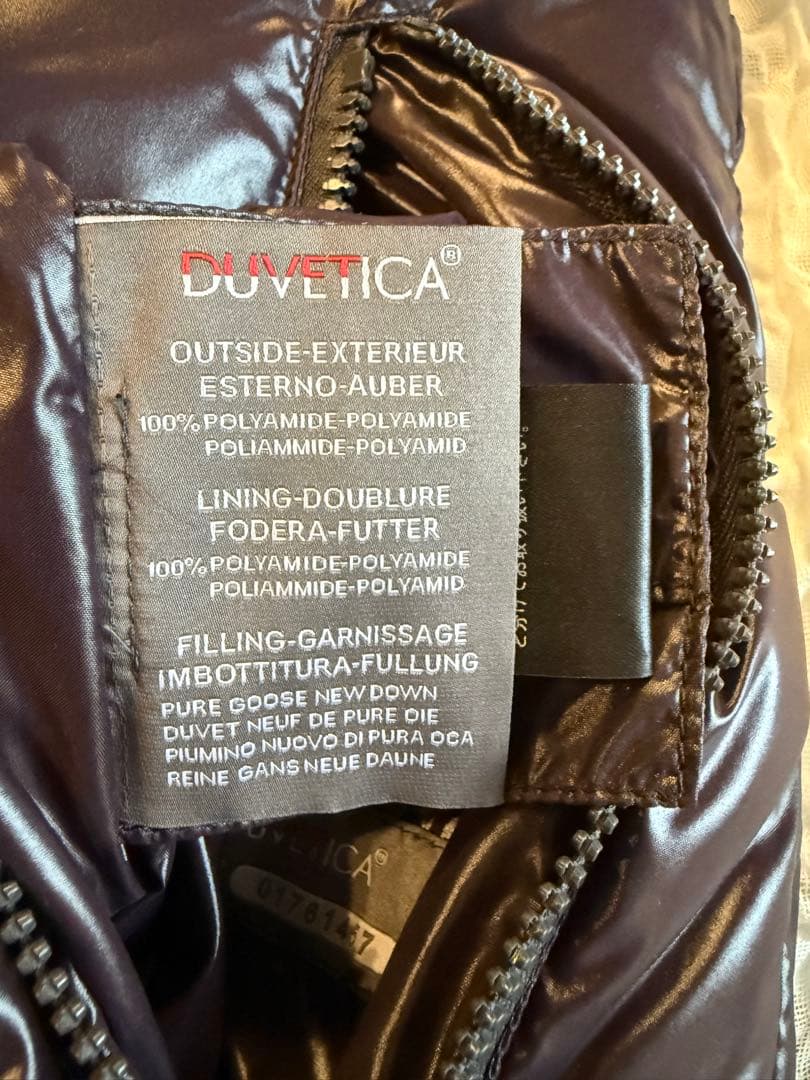 DUVETICA®
OUTSIDE-EXTERIEUR
ESTERNO-AUBER
100% POLYAMIDE-POLYAMIDE
POLIAMMIDE-POLYAMID
LINING-DOUBLURE
FODERA-FUTTER
100% POLYAMIDE-POLYAMIDE
POLIAMMIDE-POLYAMID
FILLING-GARNISSAGE
IMBOTTITURA-FULLUNG
PURE GOOSE NEW DOWN
DUVET NEUF DE PURE OIE
PIUMINO NUOVO DI PURA OCA
REINE GANS NEUE DAUNE
DUVETICA®